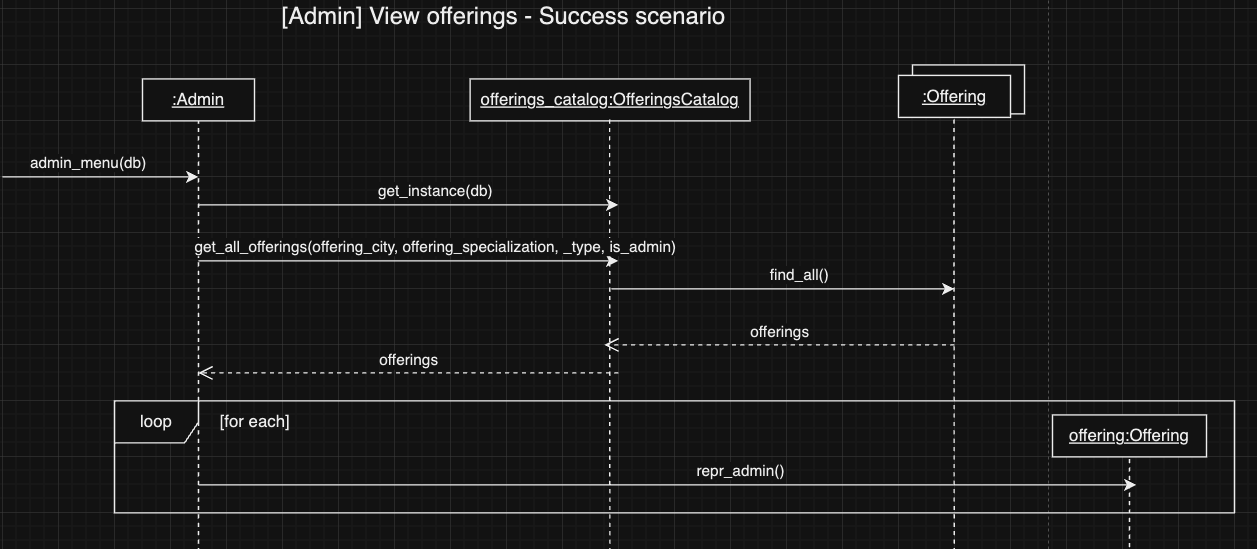 [Admin] View offerings - Success scenario
:Admin
offerings_catalog:OfferingsCatalog
:Offering
admin_menu(db)
get_instance(db)
get_all_offerings(offering_city, offering_specialization, _type, is_admin)
find_all()
offerings
offerings
loop
[for each]
offering:Offering
repr_admin()